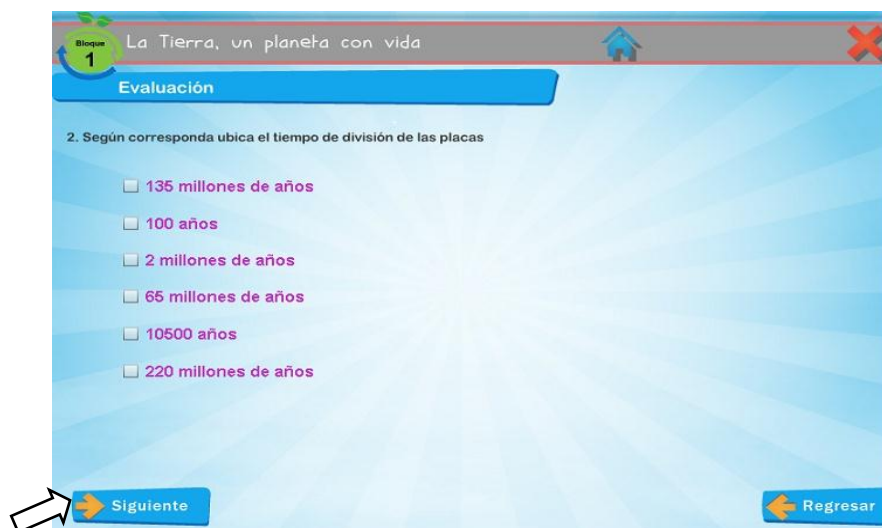 Bloque
1
La Tierra, un planeta con vida
Evaluación
2. Según corresponda ubica el tiempo de división de las placas
135 millones de años
100 años
2 millones de años
65 millones de años
10500 años
220 millones de años
Siguiente
Regresar